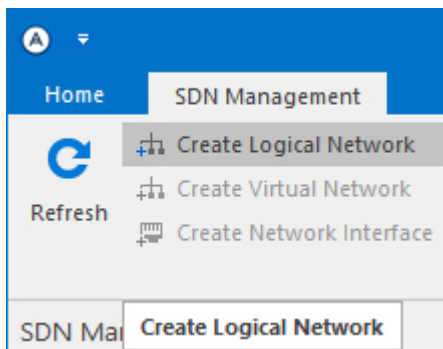 Home SDN Management
Create Logical Network
Create Virtual Network
Refresh
Create Network Interface
SDN Ma
Create Logical Network